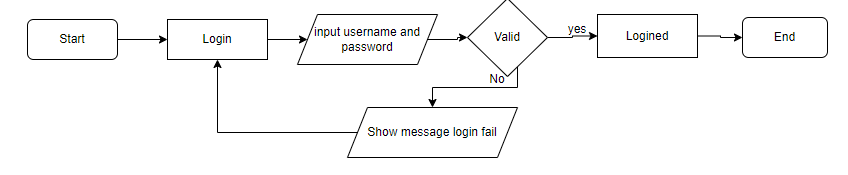 Start
Login
input username and
password
Valid
yes
Logined
End
No
Show message login fail